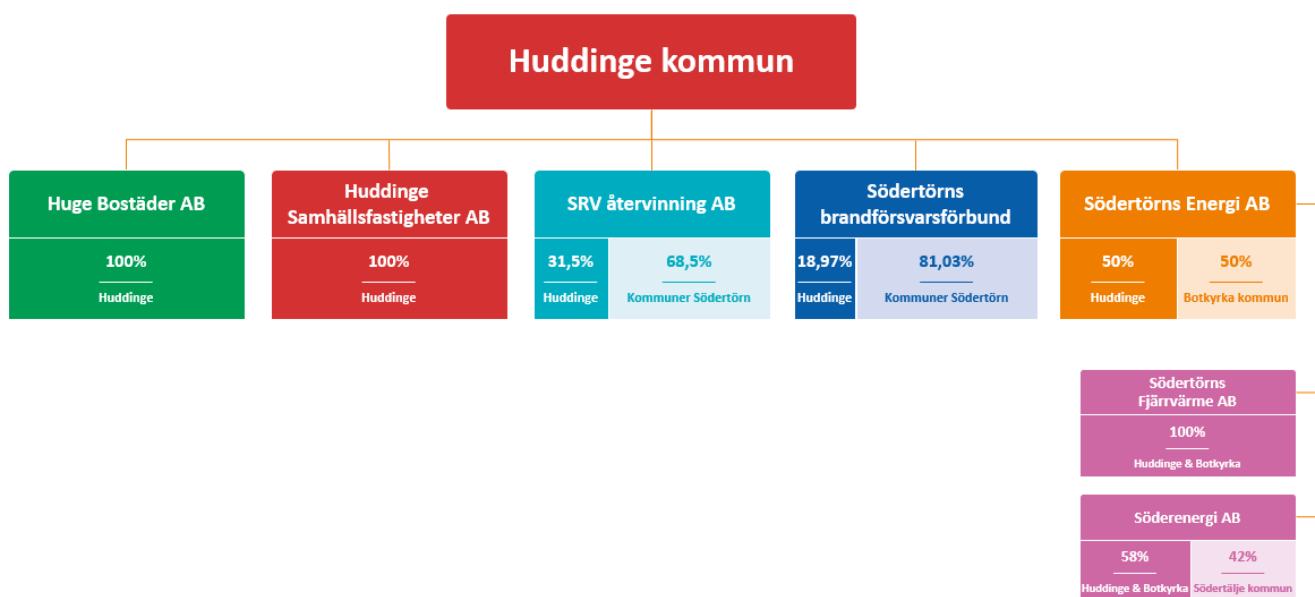 Huddinge kommun
Huge Bostäder AB
100%
Huddinge
Huddinge
Samhällsfastigheter AB
100%
Huddinge
SRV återvinning AB
31,5%
Huddinge
68,5%
Kommuner Södertörn
Södertörns
brandförsvarsförbund
18,97%
Huddinge
81,03%
Kommuner Södertörn
Södertörns Energi AB
50%
Huddinge
50%
Botkyrka kommun
Södertörns
Fjärrvärme AB
100%
Huddinge & Botkyrka
Söderenergi AB
58%
Huddinge & Botkyrka
42%
Södertälje kommun